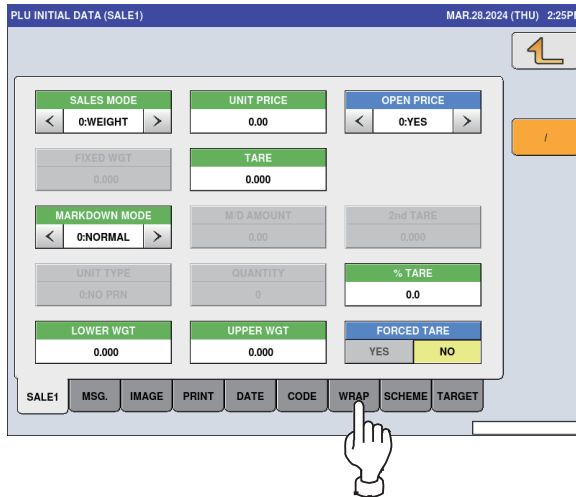 PLU INITIAL DATA (SALE1) MAR.28.2024 (THU) 2:25P
SALES MODE UNIT PRICE OPEN PRICE
< 0:WEIGHT > 0.00 < 0:YES >
/
FIXED WGT TARE
0.000 0.000
MARKDOWN MODE M/D AMOUNT 2nd TARE
< 0:NORMAL > 0.00 0.000
UNIT TYPE QUANTITY % TARE
0:NO PRN 0 0.0
LOWER WGT UPPER WGT FORCED TARE
0.000 0.000 YES NO
SALE1 MSG. IMAGE PRINT DATE CODE WRAP SCHEME TARGET